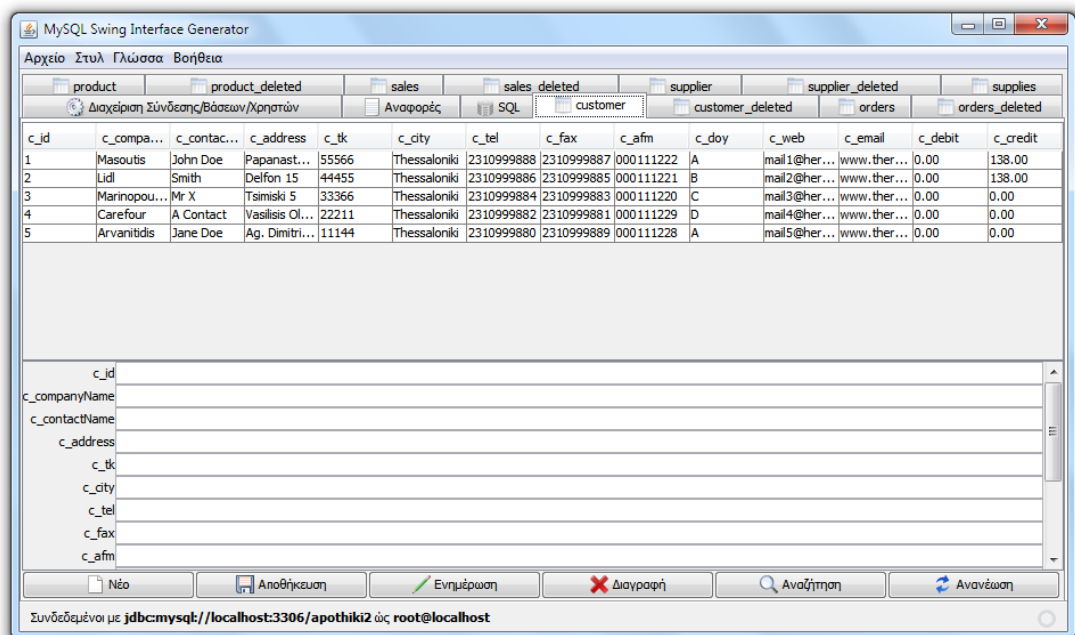 MySQL Swing Interface Generator
Αρχείο Στυλ Γλώσσα Βοήθεια
product product_deleted sales sales_deleted supplier supplier_deleted supplies
Διαχείριση Σύνδεσης/Βάσεων/Χρηστών Αναφορές SQL customer customer_deleted orders orders_deleted
c_id c_compa... c_contac... c_address c_tk c_city c_tel c_fax c_afm c_doy c_web c_email c_debit c_credit
1 Masoutis John Doe Papanast... 55566 Thessaloniki 2310999888 2310999887 000111222 A mail1@her... www.ther... 0.00 138.00
2 Lidl Smith Delfon 15 44455 Thessaloniki 2310999886 2310999885 000111221 B mail2@her... www.ther... 0.00 138.00
3 Marinopou... Mr X Tsimiski 5 33366 Thessaloniki 2310999884 2310999883 000111220 C mail3@her... www.ther... 0.00 0.00
4 Carefour A Contact Vasilisis Ol... 22211 Thessaloniki 2310999882 2310999881 000111229 D mail4@her... www.ther... 0.00 0.00
5 Arvanitidis Jane Doe Ag. Dimitri... 11144 Thessaloniki 2310999880 2310999889 000111228 A mail5@her... www.ther... 0.00 0.00
c_id
c_companyName
c_contactName
c_address
c_tk
c_city
c_tel
c_fax
c_afm
Νέο Αποθήκευση Ενημέρωση Διαγραφή Αναζήτηση Ανανέωση
Συνδεδεμένοι με jdbc:mysql://localhost:3306/apothiki2 ώς root@localhost